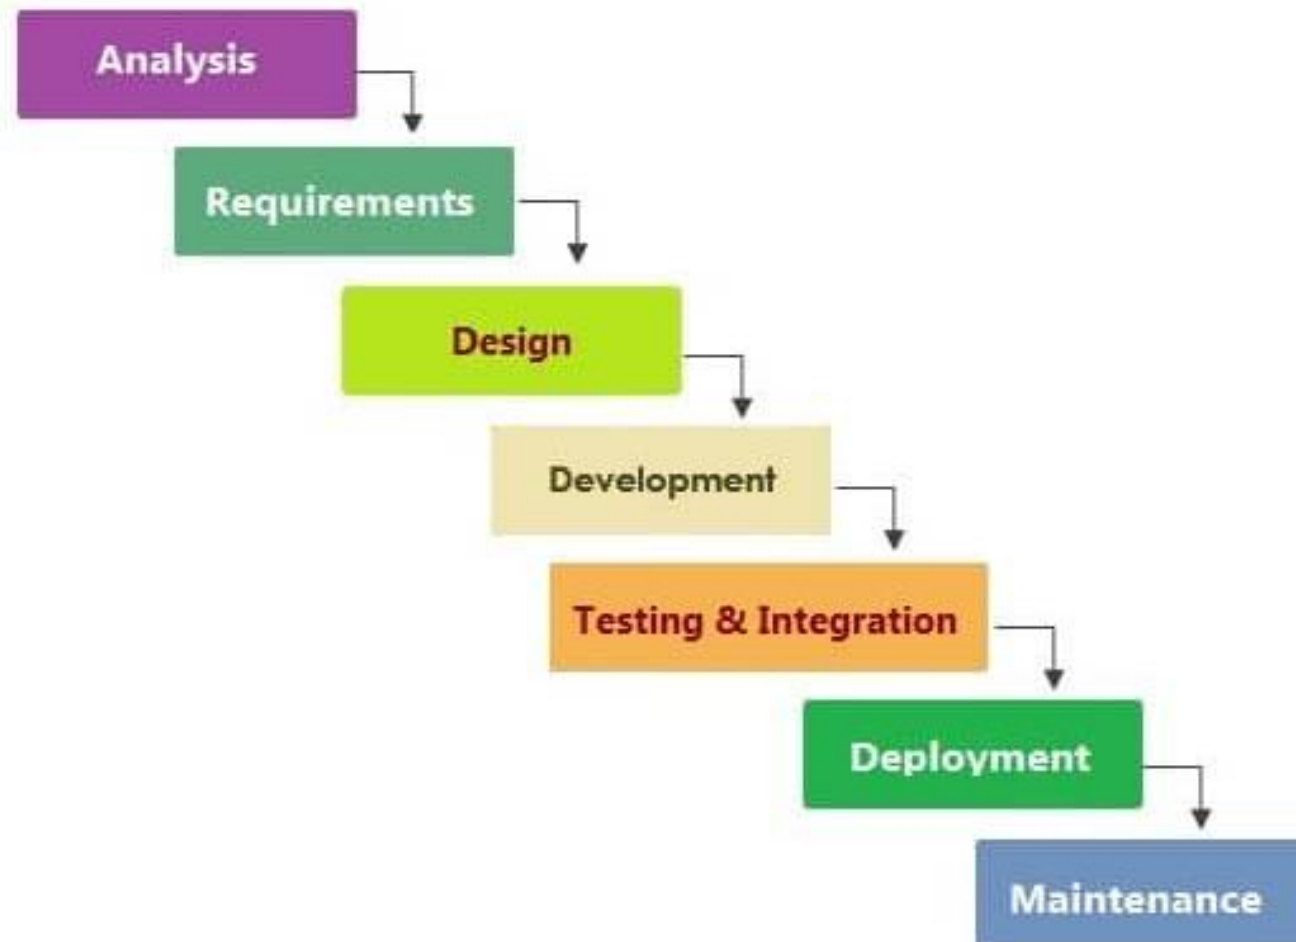 Analysis
Requirements
Design
Development
Testing & Integration
Deployment
Maintenance